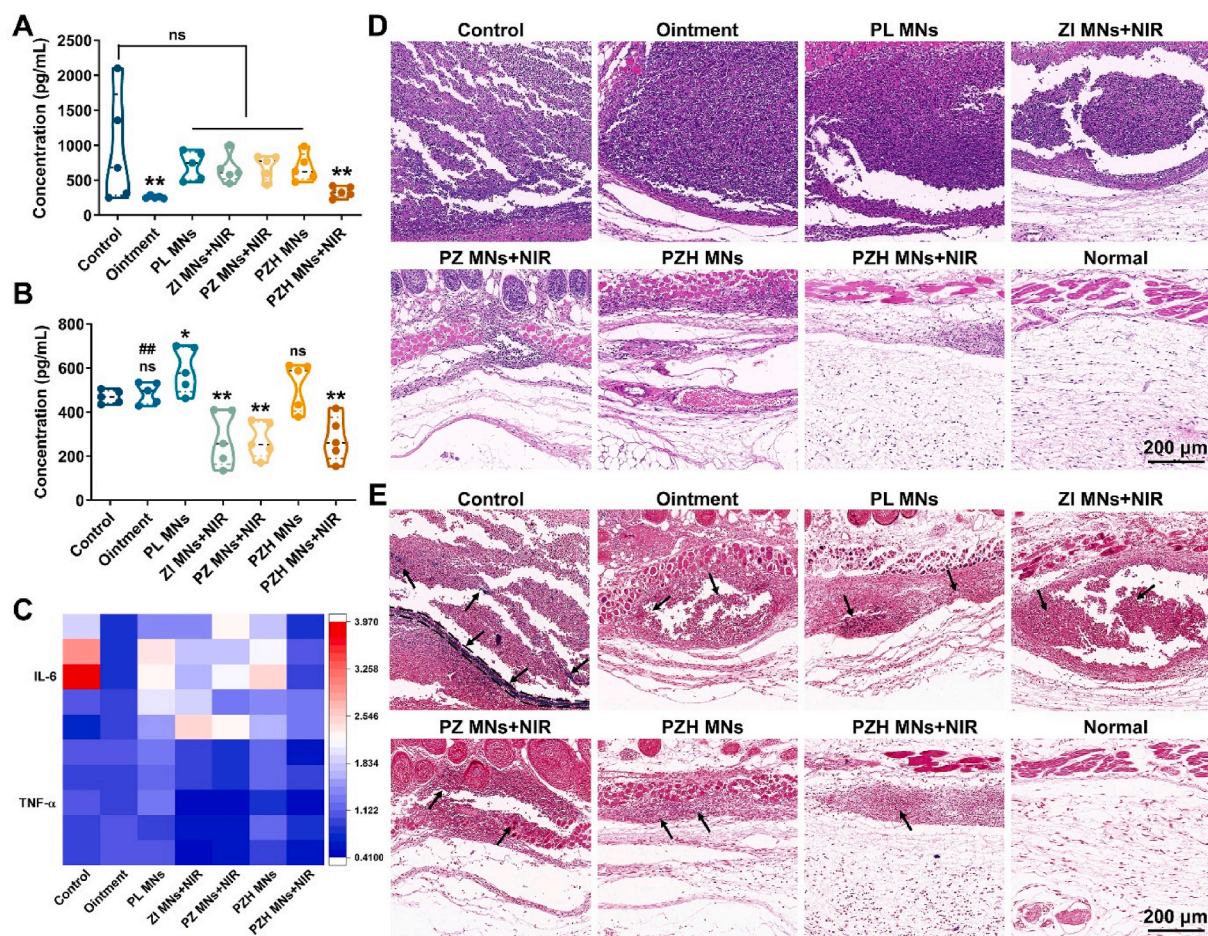 A
Concentration (pg/mL)
2500
2000
1500
1000
500
0
ns
**
**
Control
Ointment
PL MNs
ZI MNs+NIR
PZ MNs+NIR
PZH MNs
PZH MNs+NIR
B
Concentration (pg/mL)
800
600
400
200
0
##
ns
*
**
**
ns
**
Control
Ointment
PL MNs
ZI MNs+NIR
PZ MNs+NIR
PZH MNs
PZH MNs+NIR
C
IL-6
TNF-α
3.970
3.258
2.546
1.834
1.122
0.4100
Control
Ointment
PL MNs
ZI MNs+NIR
PZ MNs+NIR
PZH MNs
PZH MNs+NIR
D
Control
Ointment
PL MNs
ZI MNs+NIR
PZ MNs+NIR
PZH MNs
PZH MNs+NIR
Normal
200 μm
E
Control
Ointment
PL MNs
ZI MNs+NIR
PZ MNs+NIR
PZH MNs
PZH MNs+NIR
Normal
200 μm